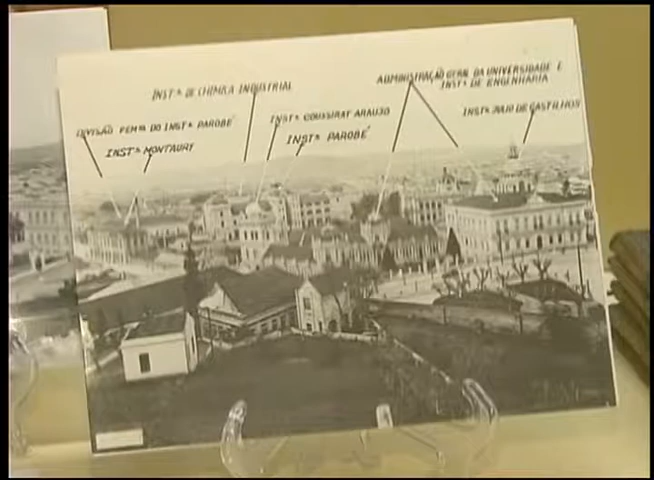 INSTº DE CHIMICA INDUSTRIAL
ADMINISTRAÇÃO GERAL DA UNIVERSIDADE E
INSTº DE ENGENHARIA
DIVISÃO FEMª DO INSTº PAROBÉ
INSTº COUSSIRAT ARAUJO
INSTº JULIO DE CASTILHOS
INSTº MONTAURY
INSTº PAROBÉ